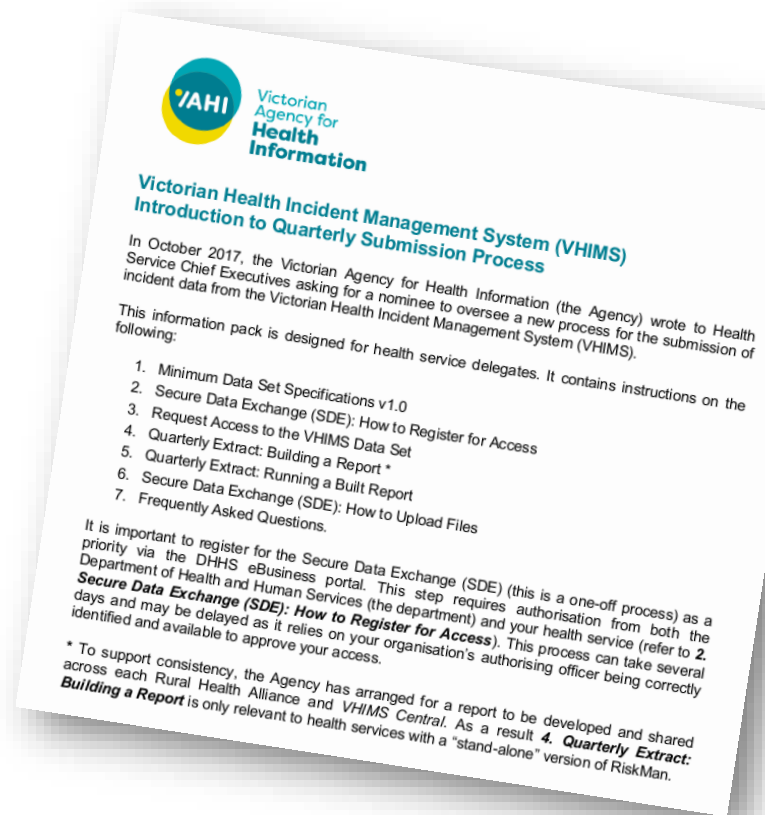 VAHI
Victorian
Agency for
Health
Information
Victorian Health Incident Management System (VHIMS)
Introduction to Quarterly Submission Process
In October 2017, the Victorian Agency for Health Information (the Agency) wrote to Health
Service Chief Executives asking for a nominee to oversee a new process for the submission of
incident data from the Victorian Health Incident Management System (VHIMS).
This information pack is designed for health service delegates. It contains instructions on the
following:
1. Minimum Data Set Specifications v1.0
2. Secure Data Exchange (SDE): How to Register for Access
3. Request Access to the VHIMS Data Set
4. Quarterly Extract: Building a Report *
5. Quarterly Extract: Running a Built Report
6. Secure Data Exchange (SDE): How to Upload Files
7. Frequently Asked Questions.
It is important to register for the Secure Data Exchange (SDE) (this is a one-off process) as a
priority via the DHHS eBusiness portal. This step requires authorisation from both the
Department of Health and Human Services (the department) and your health service (refer to 2.
Secure Data Exchange (SDE): How to Register for Access). This process can take several
days and may be delayed as it relies on your organisation's authorising officer being correctly
identified and available to approve your access.
* To support consistency, the Agency has arranged for a report to be developed and shared
across each Rural Health Alliance and VHIMS Central. As a result 4. Quarterly Extract:
Building a Report is only relevant to health services with a “stand-alone” version of RiskMan.